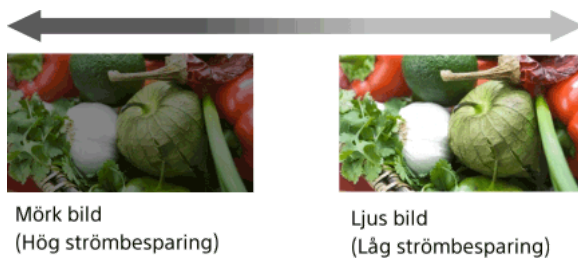 Mörk bild
(Hög strömbesparing)
Ljus bild
(Låg strömbesparing)